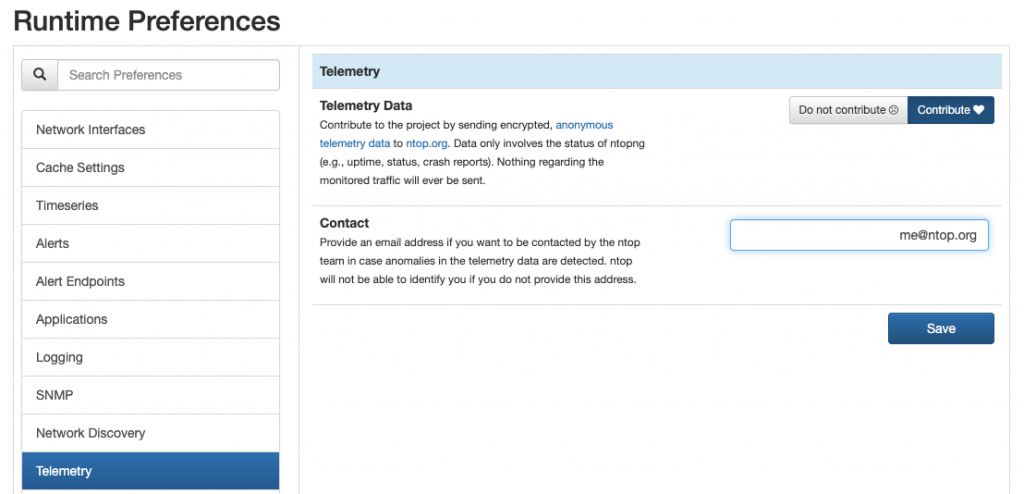 Runtime Preferences
Search Preferences
Network Interfaces
Cache Settings
Timeseries
Alerts
Alert Endpoints
Applications
Logging
SNMP
Network Discovery
Telemetry
Telemetry
Telemetry Data
Contribute to the project by sending encrypted, anonymous
telemetry data to ntop.org. Data only involves the status of ntopng
(e.g., uptime, status, crash reports). Nothing regarding the
monitored traffic will ever be sent.
Do not contribute ☹
Contribute ♥
Contact
Provide an email address if you want to be contacted by the ntop
team in case anomalies in the telemetry data are detected. ntop
will not be able to identify you if you do not provide this address.
me@ntop.org
Save